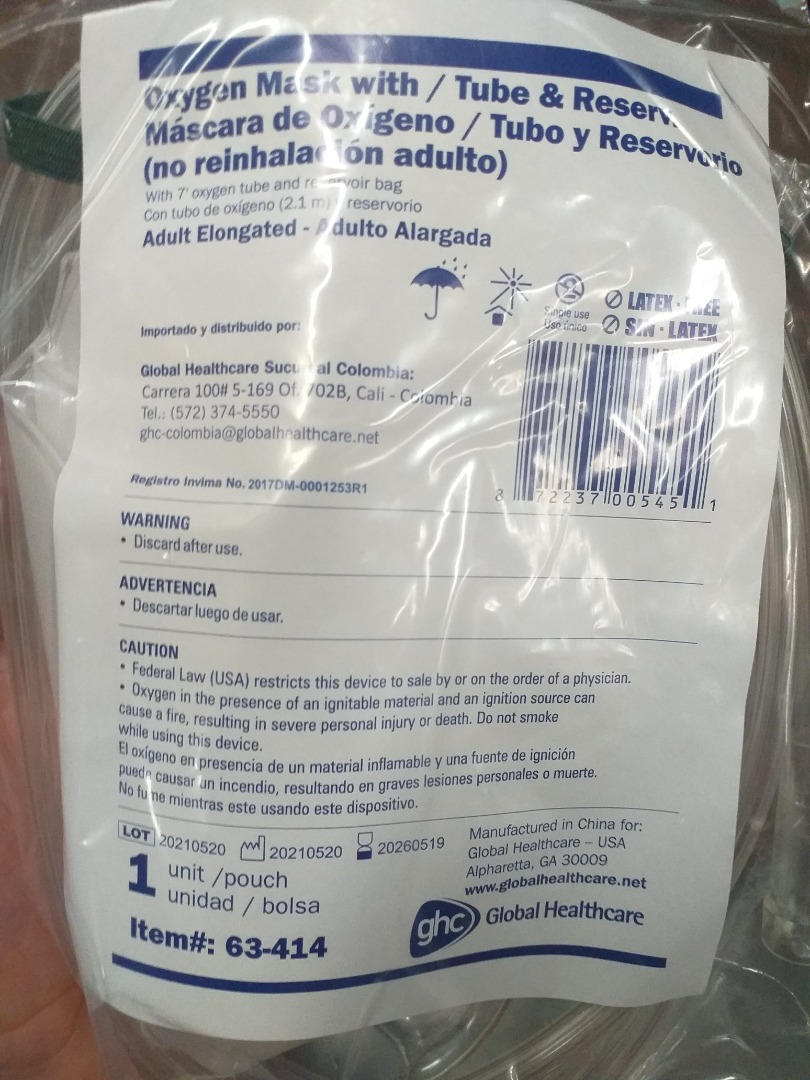 Oxygen Mask with / Tube & Reserv.
Máscara de Oxígeno / Tubo y Reservorio
(no reinhalación adulto)
With 7' oxygen tube and reservoir bag
Con tubo de oxígeno (2.1 m) reservorio
Adult Elongated - Adulto Alargada
Single use
Uso único
LATEX · FREE
SIN · LATEX
Importado y distribuido por:
Global Healthcare Sucursal Colombia:
Carrera 100# 5-169 Of. 702B, Cali - Colombia
Tel.: (572) 374-5550
ghc-colombia@globalhealthcare.net
Registro Invima No. 2017DM-0001253R1
8 72237 00545 1
WARNING
• Discard after use.
ADVERTENCIA
• Descartar luego de usar.
CAUTION
• Federal Law (USA) restricts this device to sale by or on the order of a physician.
• Oxygen in the presence of an ignitable material and an ignition source can
cause a fire, resulting in severe personal injury or death. Do not smoke
while using this device.
El oxígeno en presencia de un material inflamable y una fuente de ignición
puede causar un incendio, resultando en graves lesiones personales o muerte.
No fume mientras este usando este dispositivo.
LOT 20210520 20210520 20260519
1 unit / pouch
unidad / bolsa
Item#: 63-414
Manufactured in China for:
Global Healthcare – USA
Alpharetta, GA 30009
www.globalhealthcare.net
ghc Global Healthcare